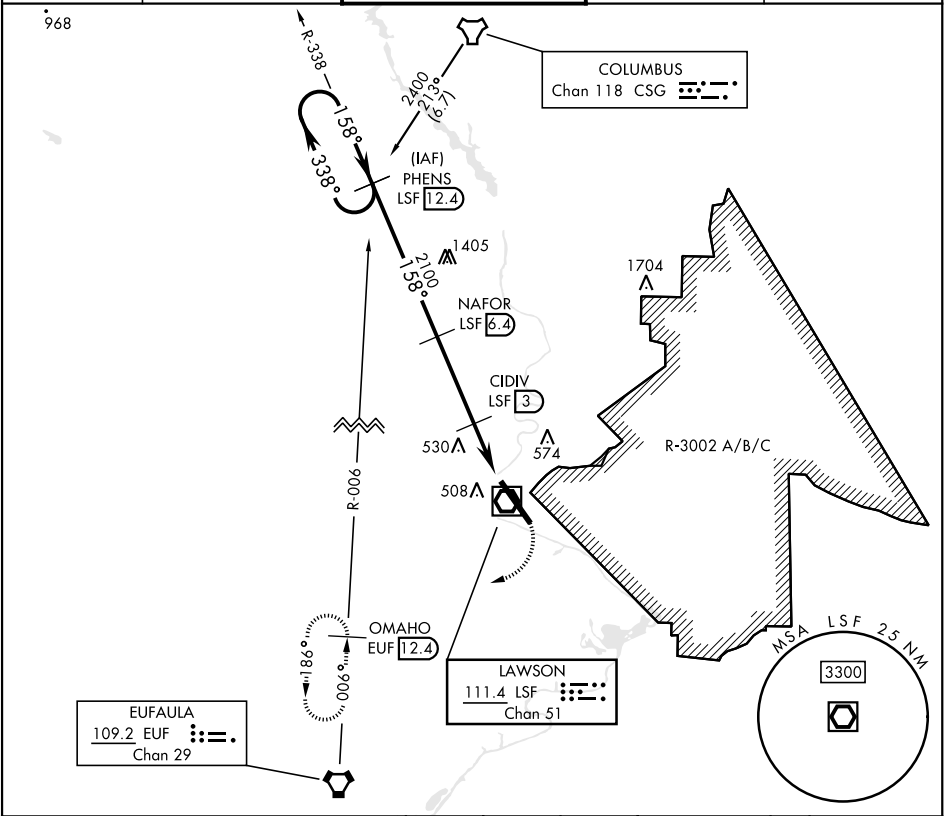 968
R-338
158°
338°
2400
213°
(6.7)
COLUMBUS
Chan 118 CSG
(IAF)
PHENS
LSF 12.4
1405
2100
158°
NAFOR
LSF 6.4
1704
CIDIV
LSF 3
530
574
R-3002 A/B/C
508
R-006
OMAHO
EUF 12.4
186°
006°
LAWSON
111.4 LSF
Chan 51
EUFAULA
109.2 EUF
Chan 29
MSA LSF 25 NM
3300